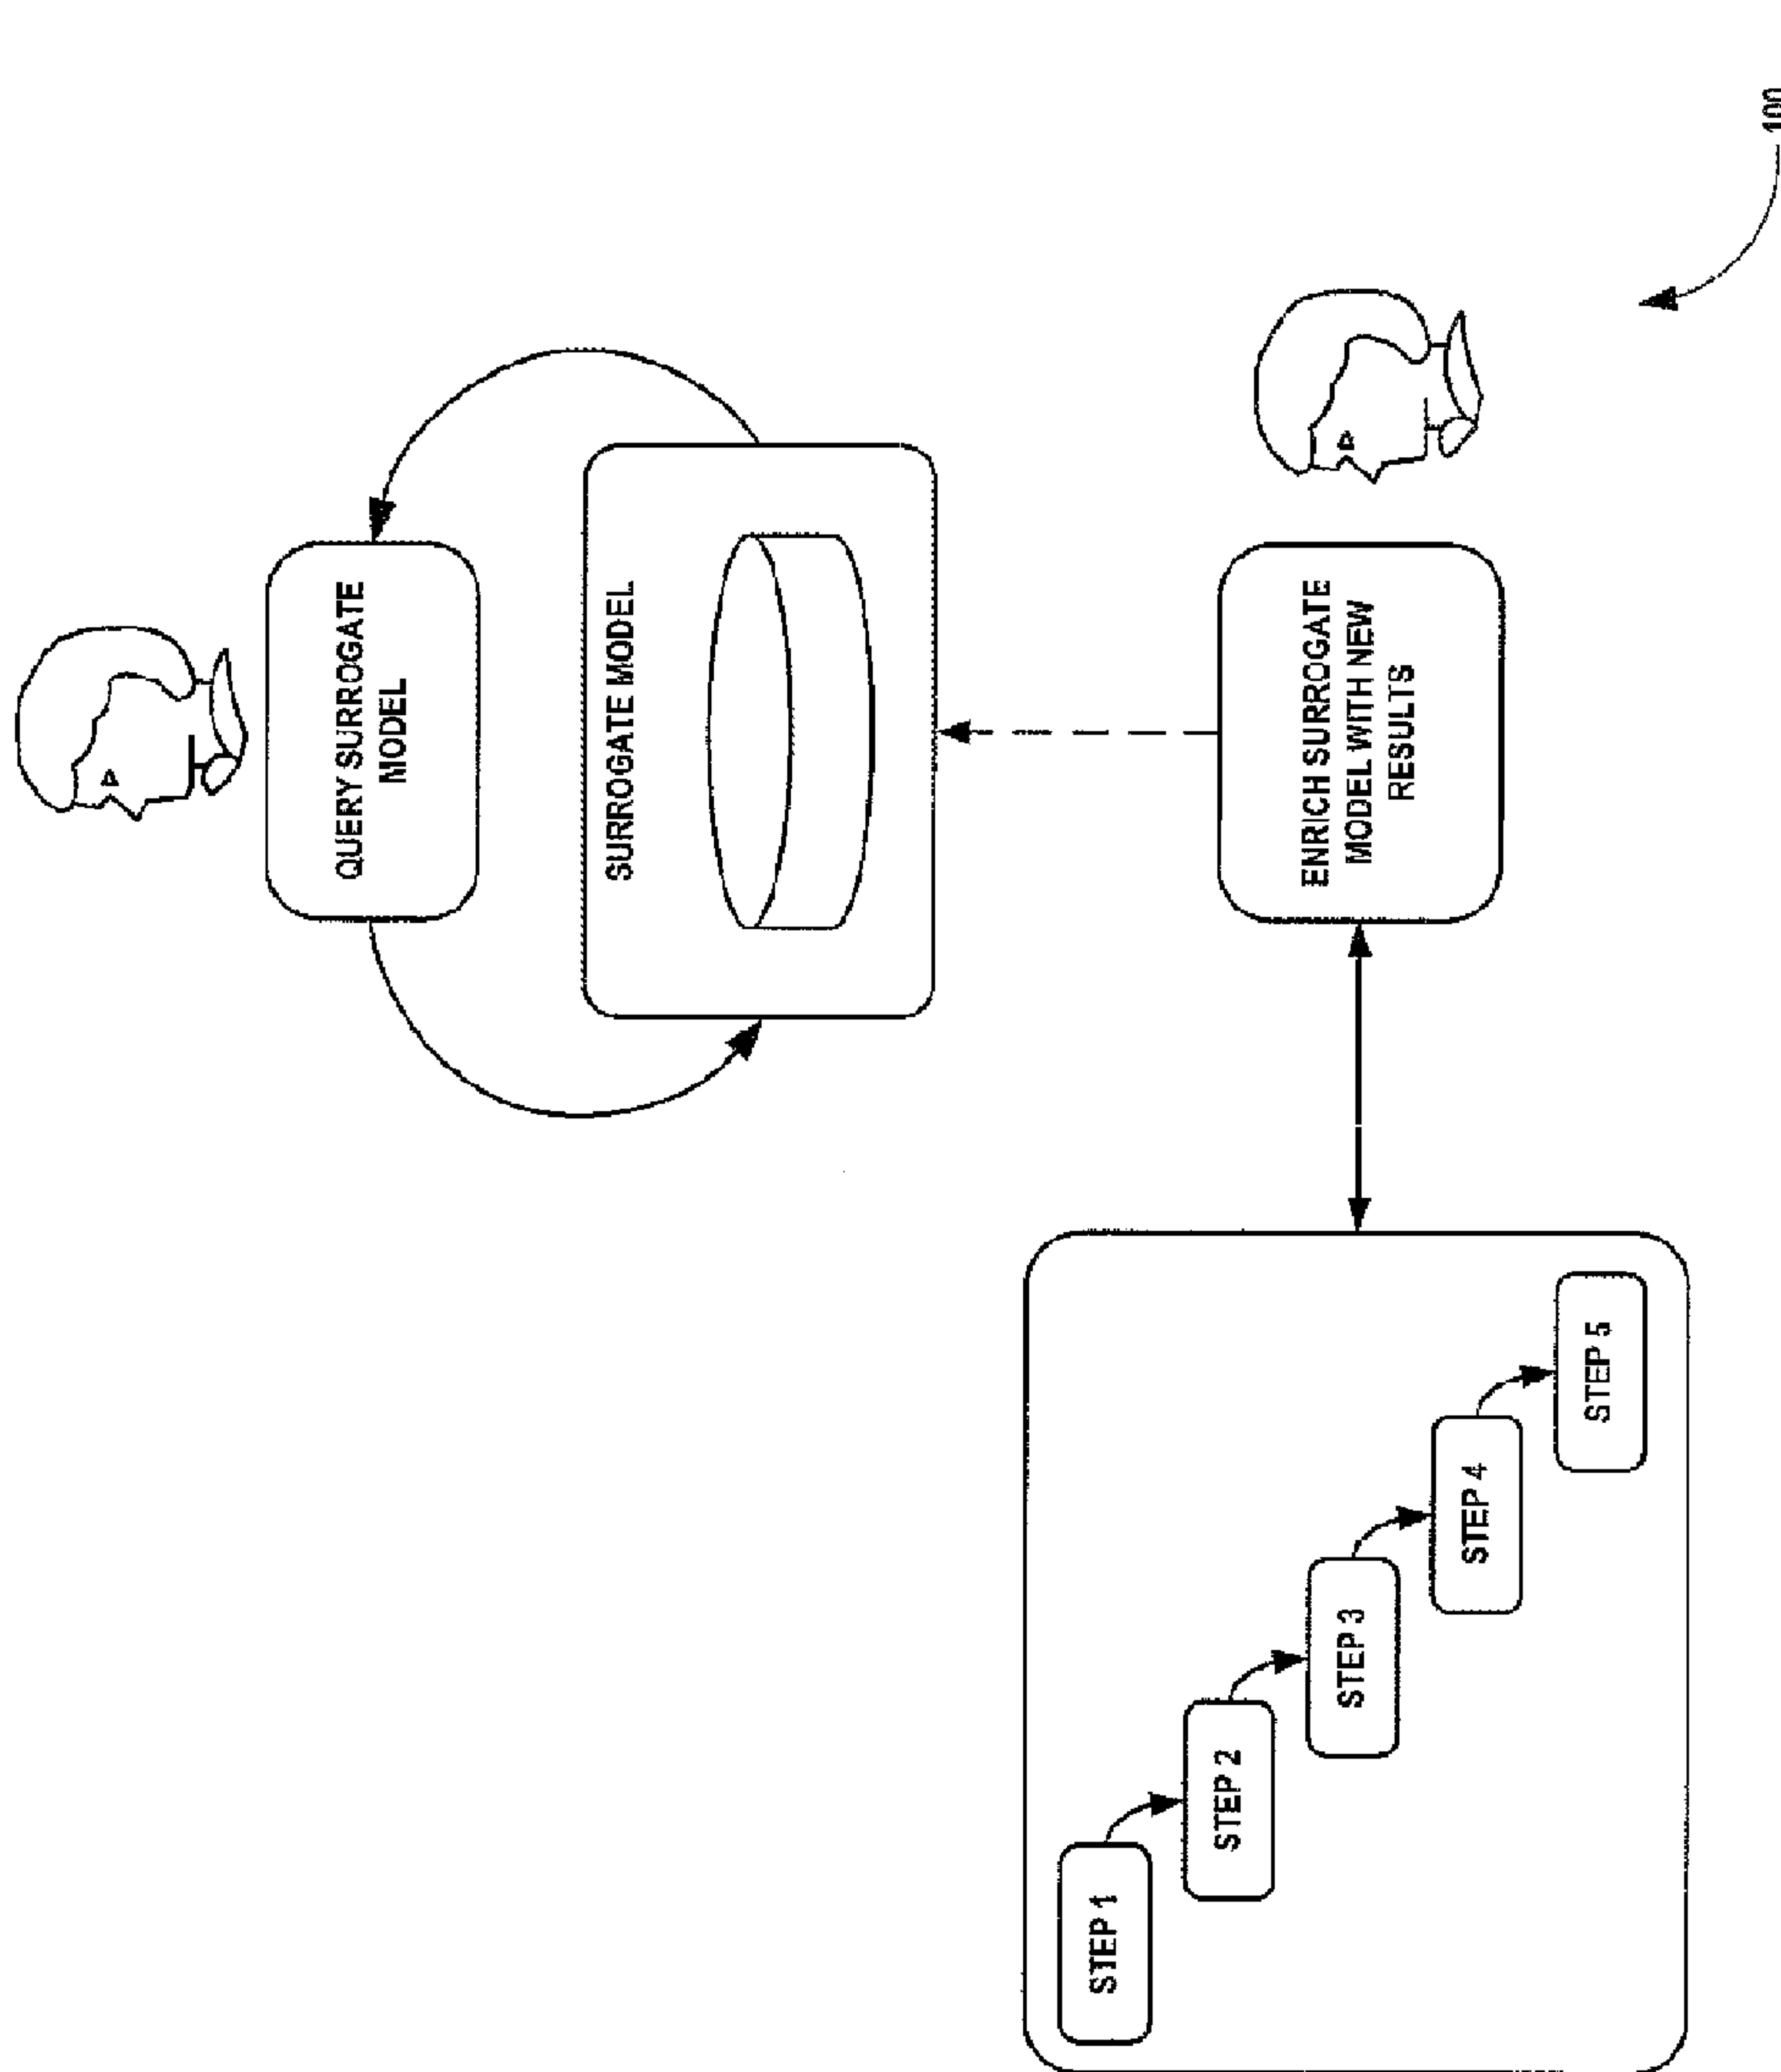 QUERY SURROGATE
MODEL
SURROGATE MODEL
ENRICH SURROGATE
MODEL WITH NEW
RESULTS
STEP 1
STEP 2
STEP 3
STEP 4
STEP 5
100